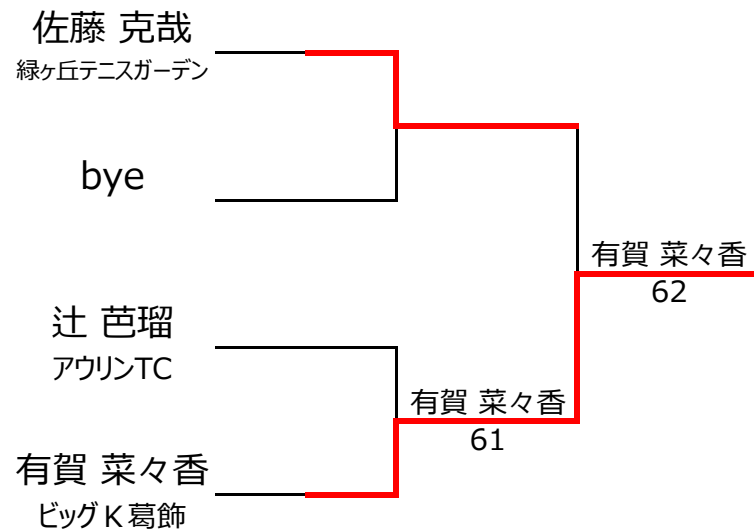 佐藤 克哉
緑ヶ丘テニスガーデン
bye
有賀 菜々香
62
辻 芭瑠
アウリンTC
有賀 菜々香
61
有賀 菜々香
ビッグK葛飾